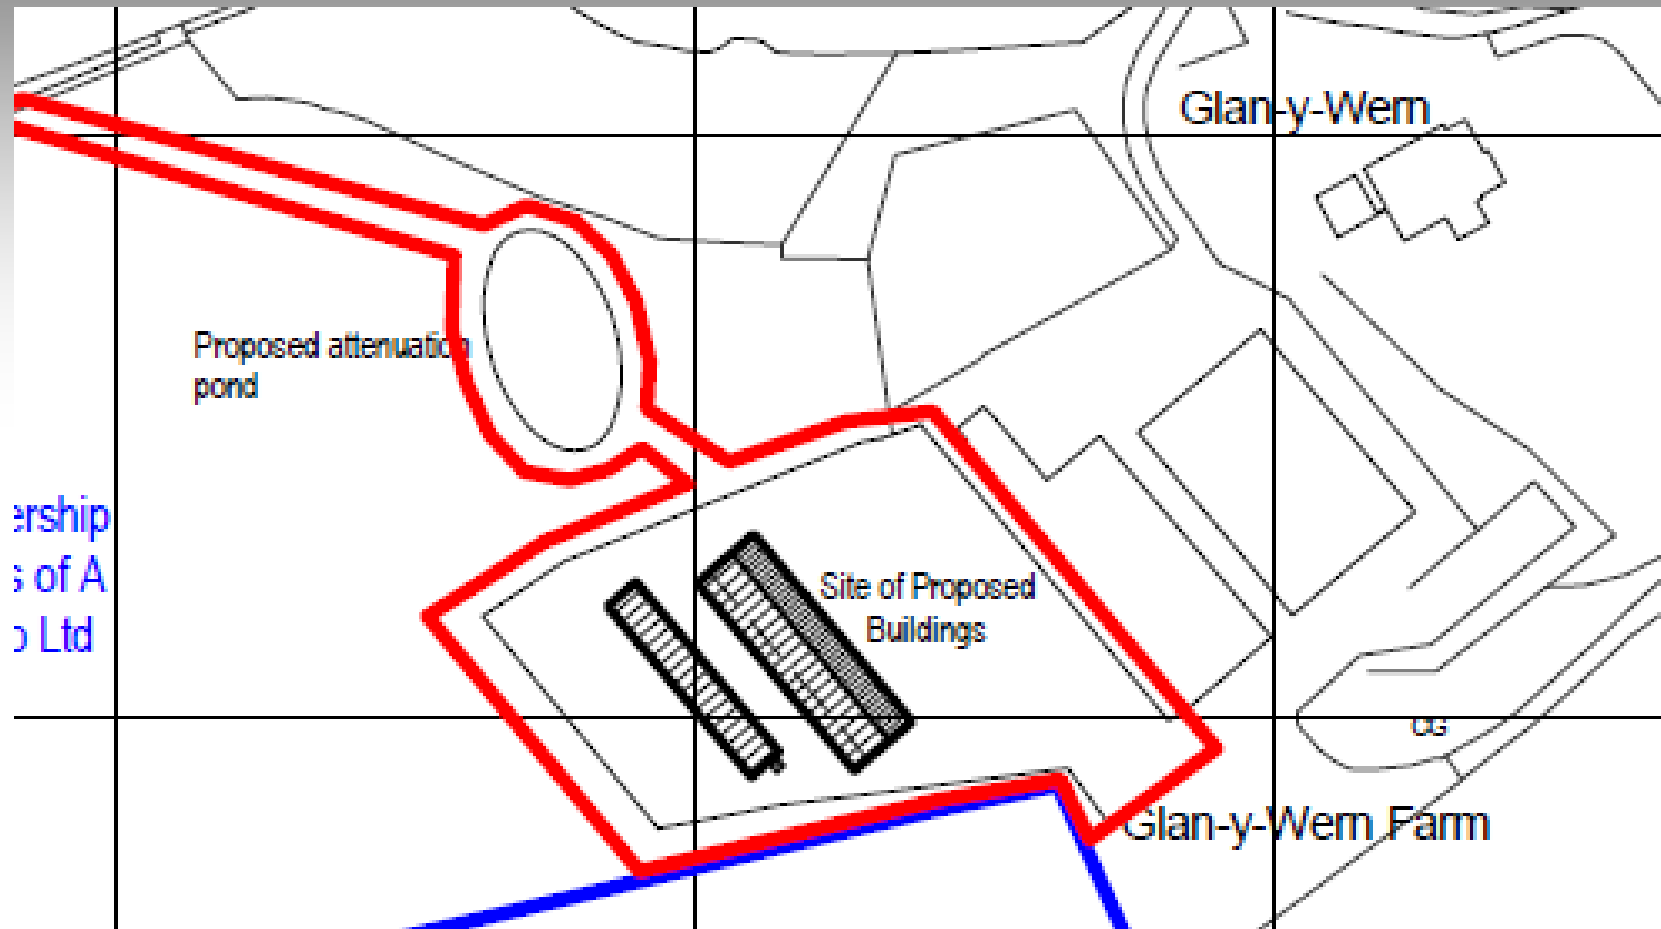 Glan-y-Wern
Proposed attenuation
pond
ership
s of A
o Ltd
Site of Proposed
Buildings
CG
Glan-y-Wern Farm